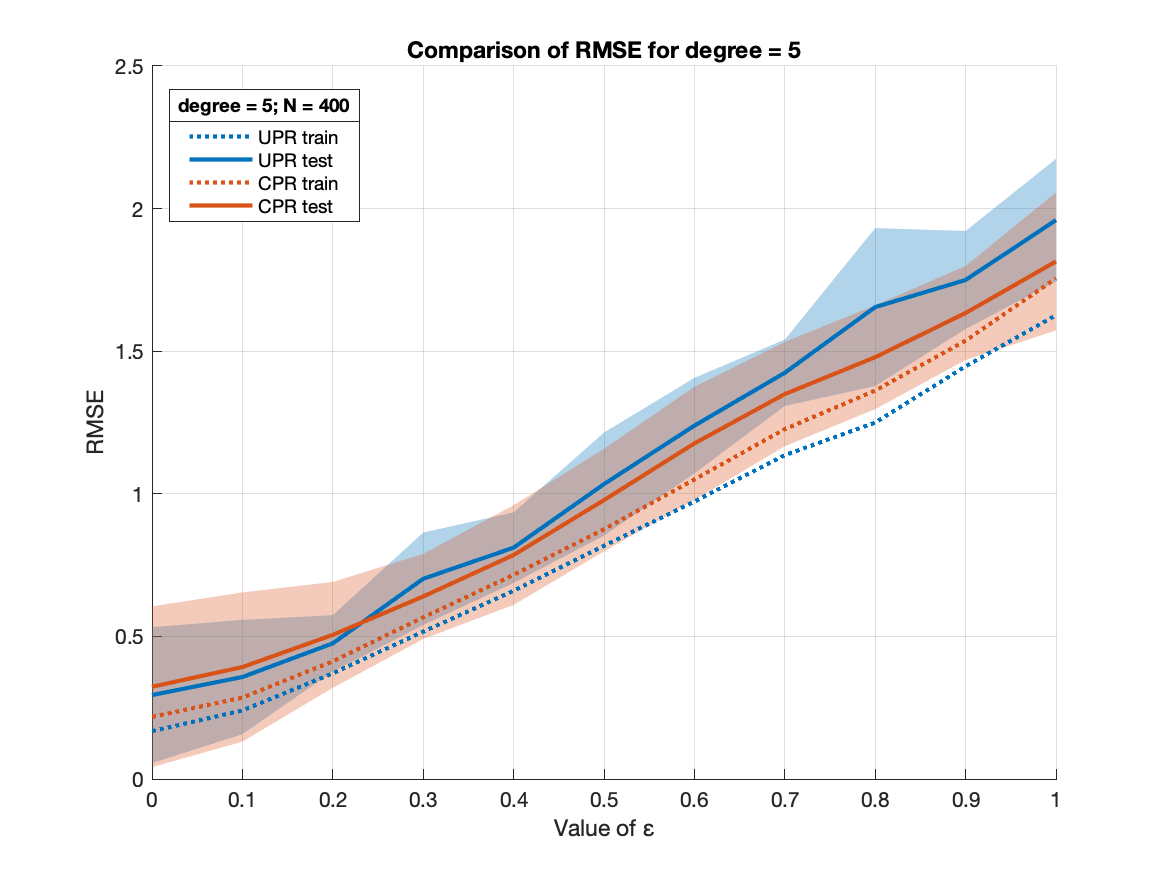 Comparison of RMSE for degree = 5
2.5
2
1.5
1
0.5
0
RMSE
degree = 5; N = 400
UPR train
UPR test
CPR train
CPR test
0 0.1 0.2 0.3 0.4 0.5 0.6 0.7 0.8 0.9 1
Value of ε